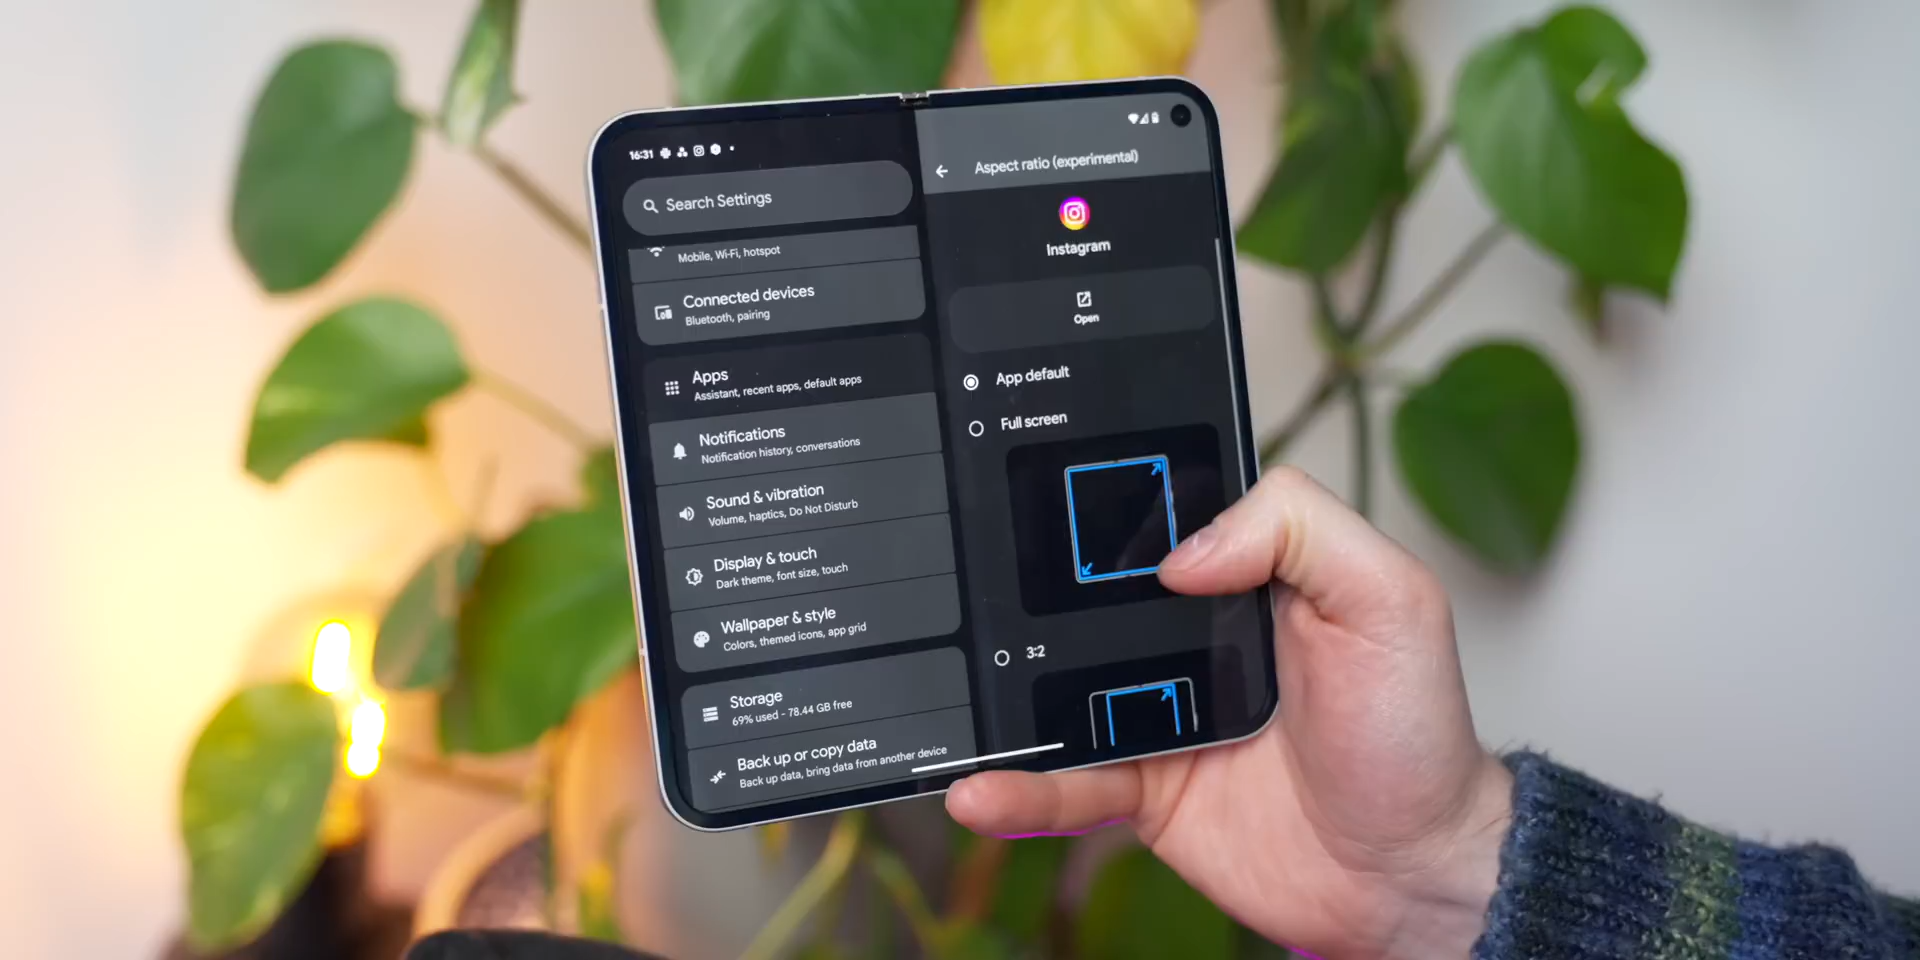 16:31
Search Settings
Mobile, Wi-Fi, hotspot
Connected devices
Bluetooth, pairing
Apps
Assistant, recent apps, default apps
Notifications
Notification history, conversations
Sound & vibration
Volume, haptics, Do Not Disturb
Display & touch
Dark theme, font size, touch
Wallpaper & style
Colors, themed icons, app grid
Storage
69% used - 78.44 GB free
Back up or copy data
Back up data, bring data from another device
Aspect ratio (experimental)
Instagram
Open
App default
Full screen
3:2